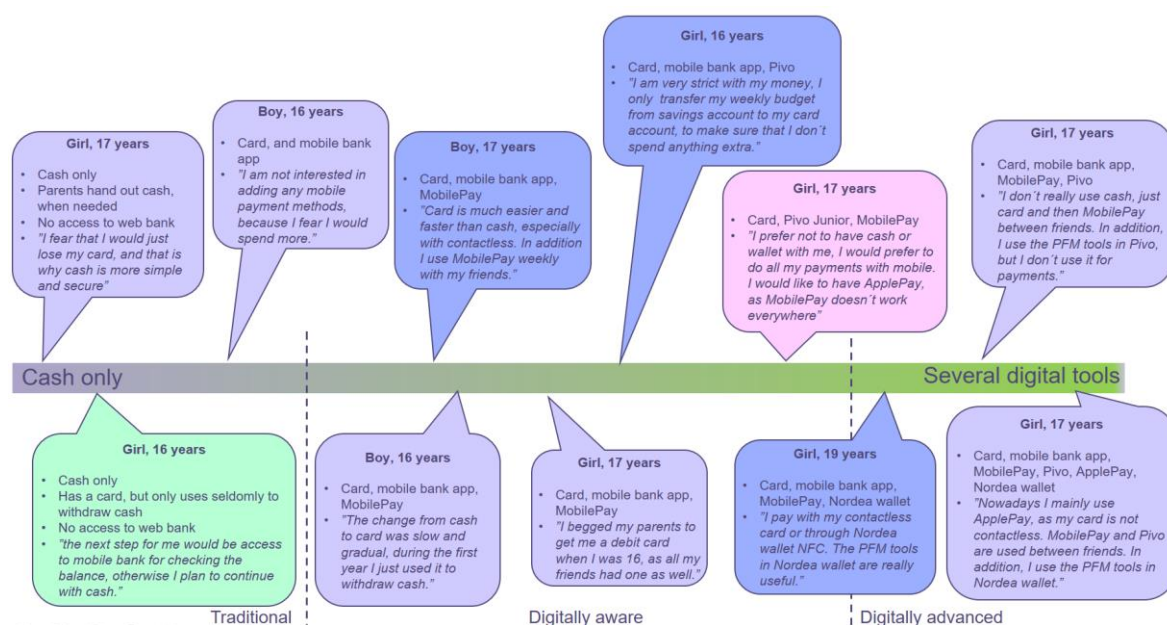 Girl, 17 years
• Cash only
• Parents hand out cash,
when needed
• No access to web bank
• "I fear that I would just
lose my card, and that is
why cash is more simple
and secure"
Boy, 16 years
• Card, and mobile bank
app
• "I am not interested in
adding any mobile
payment methods,
because I fear I would
spend more."
Boy, 17 years
• Card, mobile bank app,
MobilePay
• "Card is much easier and
faster than cash, especially
with contactless. In addition
I use MobilePay weekly
with my friends."
Girl, 16 years
• Card, mobile bank app, Pivo
• "I am very strict with my money, I
only transfer my weekly budget
from savings account to my card
account, to make sure that I don´t
spend anything extra."
Girl, 17 years
• Card, Pivo Junior, MobilePay
• "I prefer not to have cash or
wallet with me, I would prefer to
do all my payments with mobile.
I would like to have ApplePay,
as MobilePay doesn´t work
everywhere"
Girl, 17 years
• Card, mobile bank app,
MobilePay, Pivo
• "I don´t really use cash, just
card and then MobilePay
between friends. In addition,
I use the PFM tools in Pivo,
but I don´t use it for
payments."
Cash only
Several digital tools
Girl, 16 years
• Cash only
• Has a card, but only uses seldomly to
withdraw cash
• No access to web bank
• "the next step for me would be access
to mobile bank for checking the
balance, otherwise I plan to continue
with cash."
Boy, 16 years
• Card, mobile bank app,
MobilePay
• "The change from cash
to card was slow and
gradual, during the first
year I just used it to
withdraw cash."
Girl, 17 years
• Card, mobile bank app,
MobilePay
• "I begged my parents to
get me a debit card
when I was 16, as all my
friends had one as well."
Girl, 19 years
• Card, mobile bank app,
MobilePay, Nordea wallet
• "I pay with my contactless
card or through Nordea
wallet NFC. The PFM tools
in Nordea wallet are really
useful."
Girl, 17 years
• Card, mobile bank app,
MobilePay, Pivo, ApplePay,
Nordea wallet
• "Nowadays I mainly use
ApplePay, as my card is not
contactless. MobilePay and Pivo
are used between friends. In
addition, I use the PFM tools in
Nordea wallet."
Traditional
Digitally aware
Digitally advanced